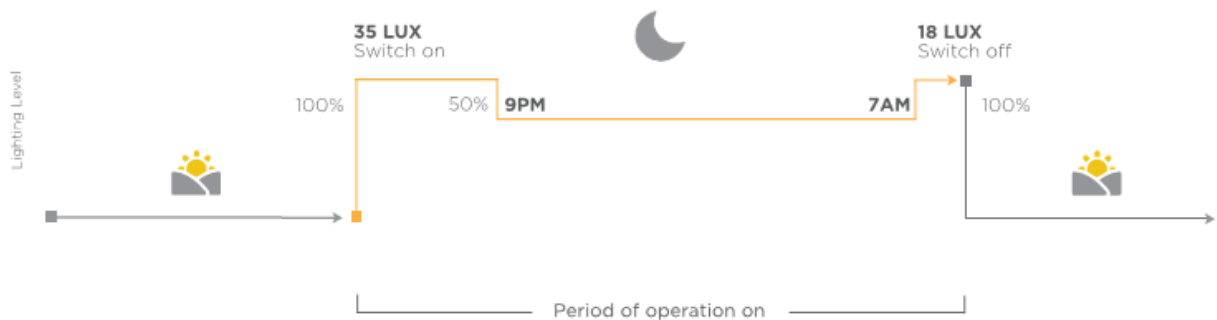 35 LUX
Switch on
18 LUX
Switch off
Lighting Level
100%
50% 9PM
7AM
100%
Period of operation on